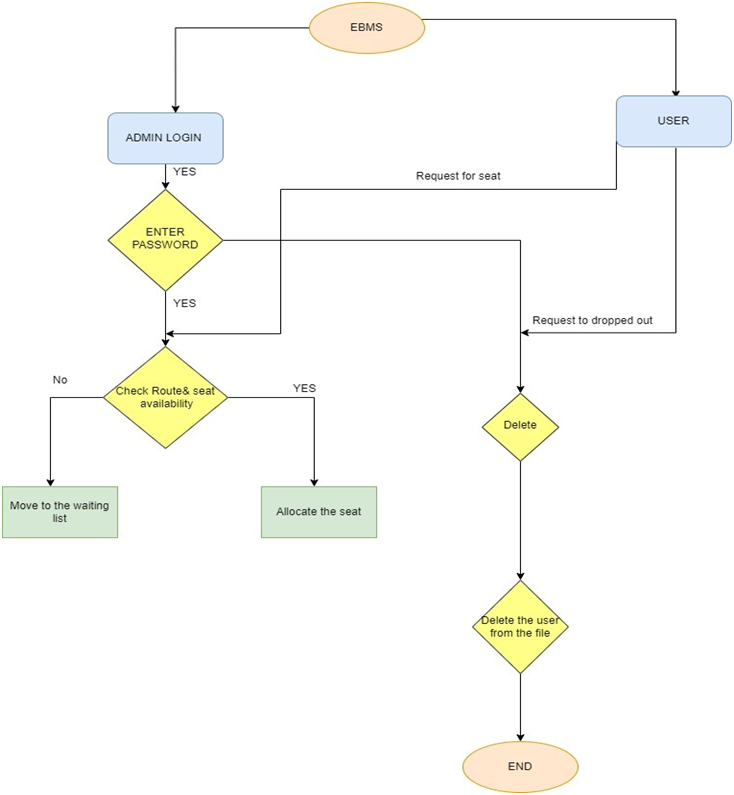 EBMS
USER
ADMIN LOGIN
YES
Request for seat
ENTER
PASSWORD
YES
Request to dropped out
No
YES
Check Route& seat
availability
Delete
Move to the waiting
list
Allocate the seat
Delete the user
from the file
END